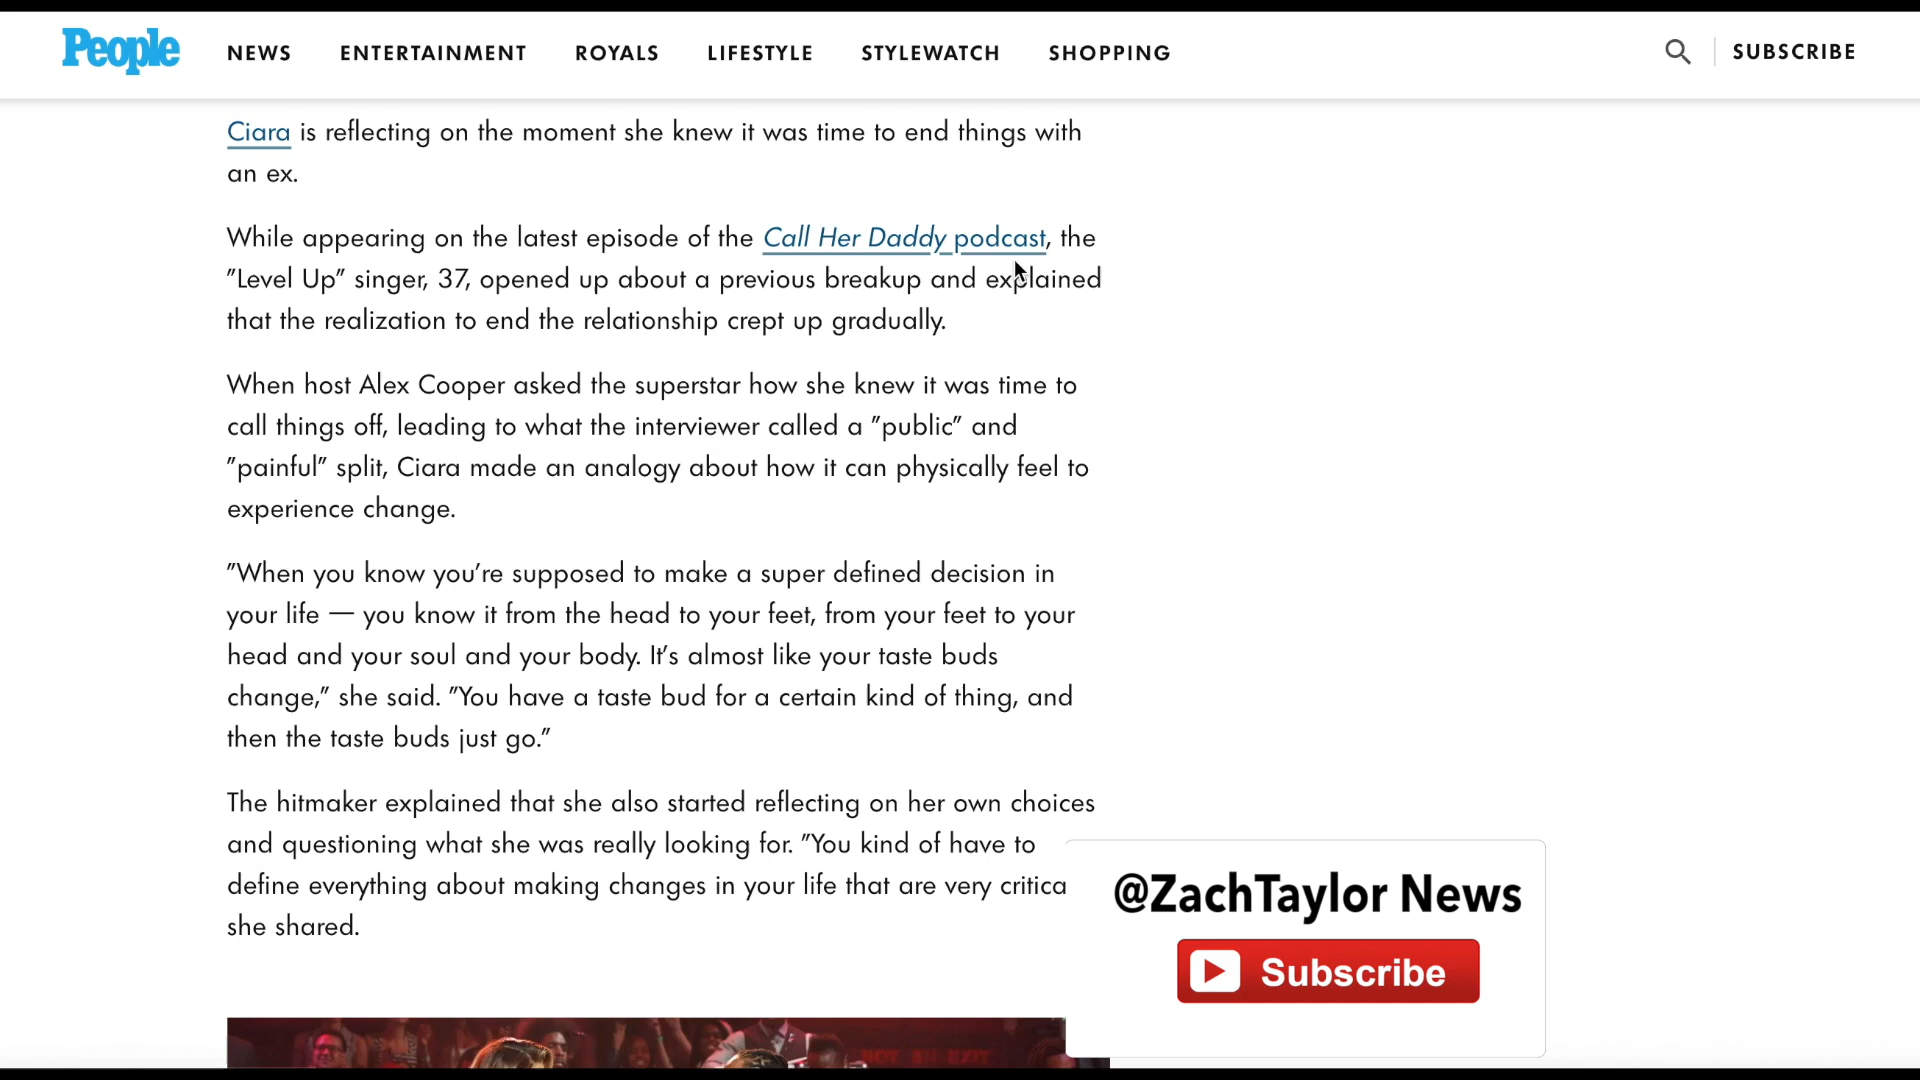 People
NEWS
ENTERTAINMENT
ROYALS
LIFESTYLE
STYLEWATCH
SHOPPING
SUBSCRIBE
Ciara is reflecting on the moment she knew it was time to end things with
an ex.
While appearing on the latest episode of the Call Her Daddy podcast, the
"Level Up" singer, 37, opened up about a previous breakup and explained
that the realization to end the relationship crept up gradually.
When host Alex Cooper asked the superstar how she knew it was time to
call things off, leading to what the interviewer called a "public" and
"painful" split, Ciara made an analogy about how it can physically feel to
experience change.
"When you know you're supposed to make a super defined decision in
your life — you know it from the head to your feet, from your feet to your
head and your soul and your body. It's almost like your taste buds
change," she said. "You have a taste bud for a certain kind of thing, and
then the taste buds just go."
The hitmaker explained that she also started reflecting on her own choices
and questioning what she was really looking for. "You kind of have to
define everything about making changes in your life that are very critica
she shared.
@ZachTaylor News
Subscribe